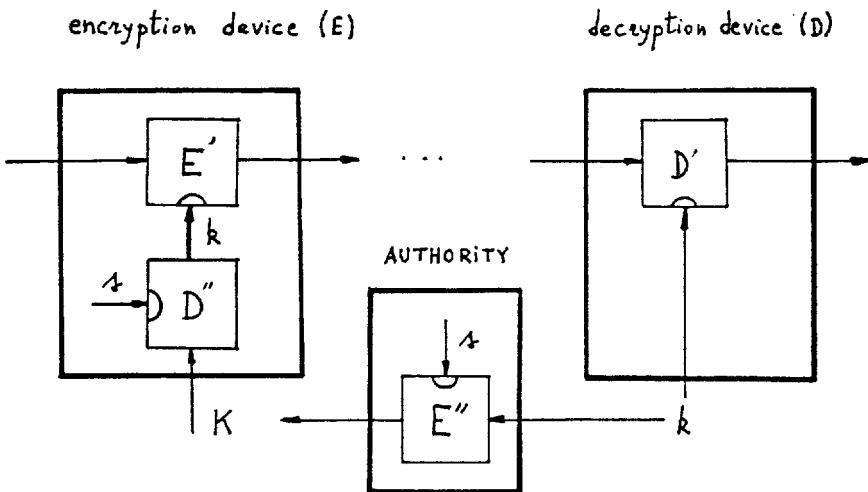 encryption device (E)
decryption device (D)
E'
...
D'
k
AUTHORITY
s
D"
s
K
E"
k